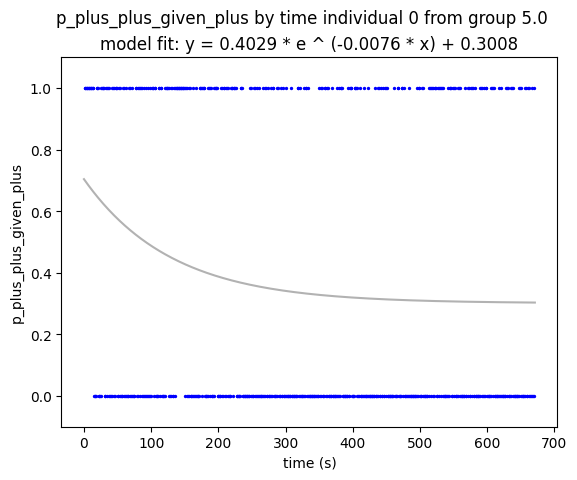 p_plus_plus_given_plus by time individual 0 from group 5.0
model fit: y = 0.4029 * e ^ (-0.0076 * x) + 0.3008
p_plus_plus_given_plus
1.0
0.8
0.6
0.4
0.2
0.0
0 100 200 300 400 500 600 700
time (s)